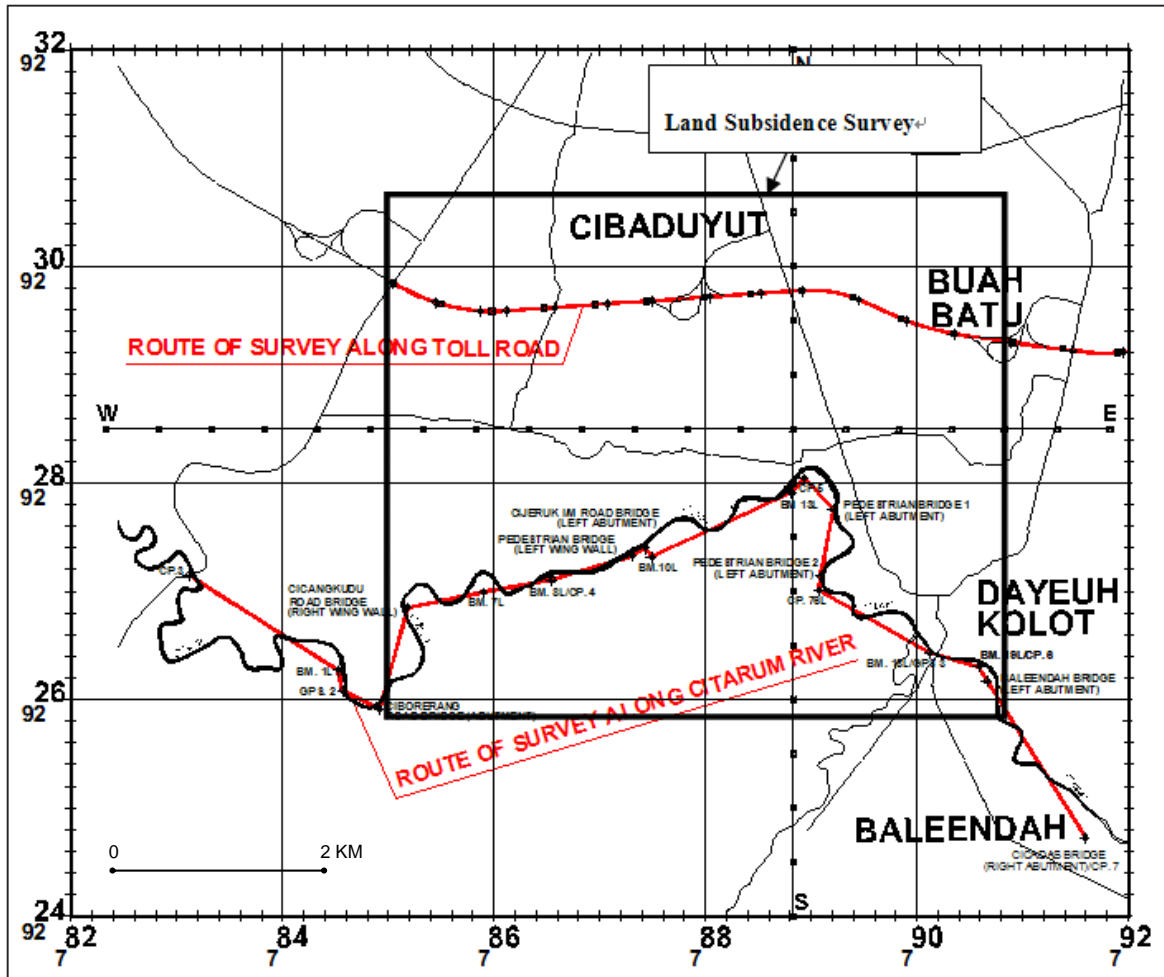 32
92
N
Land Subsidence Survey↵
CIBADUYUT
30
92
BUAH
BATU
ROUTE OF SURVEY ALONG TOLL ROAD
W
E
28
92
CP.5
BM 13L
PEDESTRIAN BRIDGE 1
(LEFT ABUTMENT)
CIJERUK IM ROAD BRIDGE
(LEFT ABUTMENT)
PEDESTRIAN BRIDGE
(LEFT WING WALL)
BM.10L
PEDESTRIAN BRIDGE 2
(LEFT ABUTMENT)
CP.3
CICANGKUDU
ROAD BRIDGE
(RIGHT WING WALL)
BM. 7L
BM. 8L/CP. 4
CP. 7BL
DAYEUH
KOLOT
BM. 1L
GPS. 2
BM. 19L/CP. 6
BALEENDAH BRIDGE
(LEFT ABUTMENT)
26
92
CIBORERANG
ROUTE OF SURVEY ALONG CITARUM RIVER
BALEENDAH
CICADAS BRIDGE
(RIGHT ABUTMENT)/CP. 7
0
2 KM
S
24
92
82
84
86
88
90
92
7
7
7
7
7
7